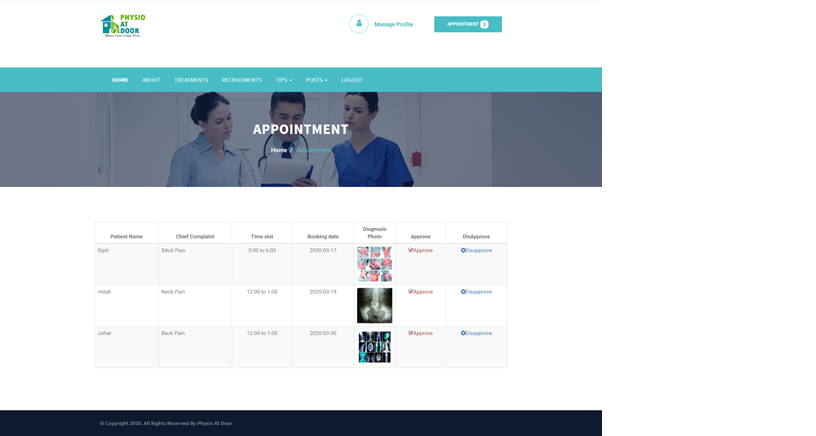 PHYSIO
AT
DOOR
Manage Profile
APPOINTMENT 3
HOME ABOUT TREATMENTS RECRUITMENTS TIPS POSTS LOGOUT
APPOINTMENT
Home / Appointment
Patient Name Chief Complaint Time slot Booking date Diagnosis Photo Approve DisApprove
Dipti BAck Pain 5:00 to 6:00 2020-03-17 Approve Disapprove
mitali Neck Pain 12:00 to 1:00 2020-03-19 Approve Disapprove
Johar Back Pain 12:00 to 1:00 2020-03-30 Approve Disapprove
© Copyright 2020. All Rights Reserved By Physio At Door